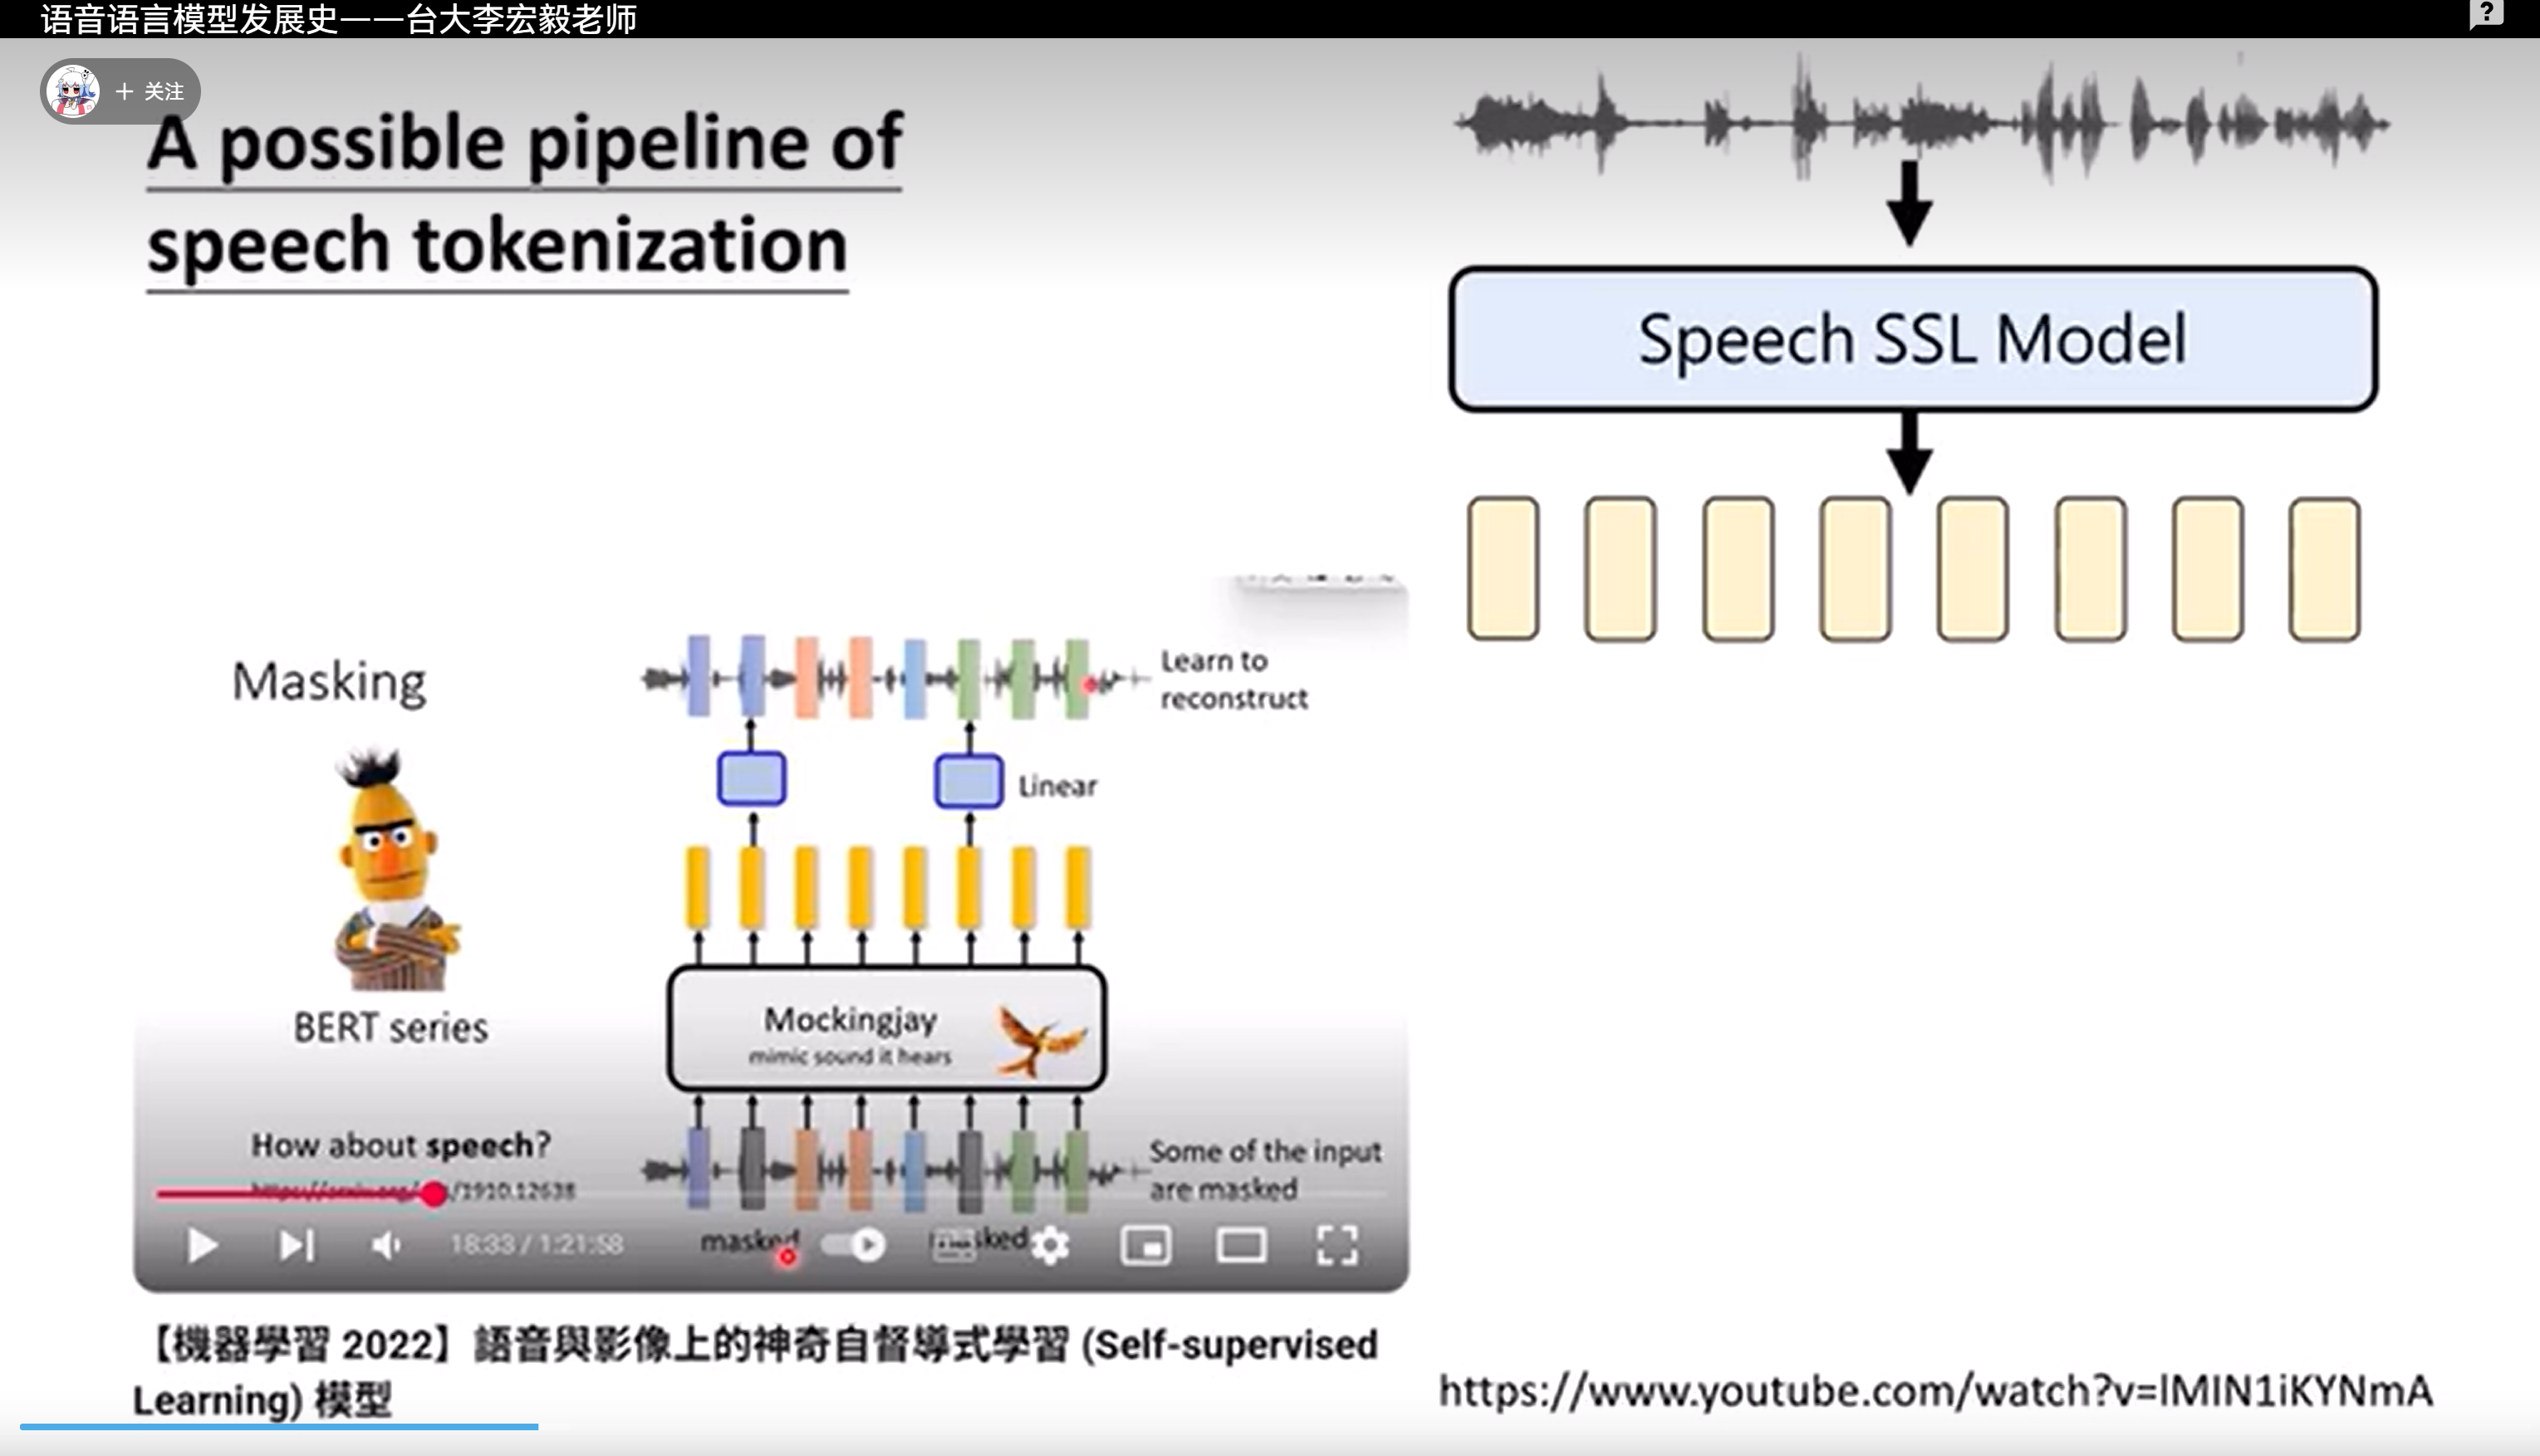 语音语言模型发展史——台大李宏毅老师
+ 关注
A possible pipeline of
speech tokenization
Speech SSL Model
Masking
Learn to
reconstruct
Linear
BERT series
Mockingjay
mimic sound it hears
How about speech?
Some of the input
are masked
/1910.12638
18:33 / 1:21:58
masked
【機器學習 2022】語音與影像上的神奇自督導式學習 (Self-supervised
Learning) 模型
https://www.youtube.com/watch?v=lMIN1iKYNmA